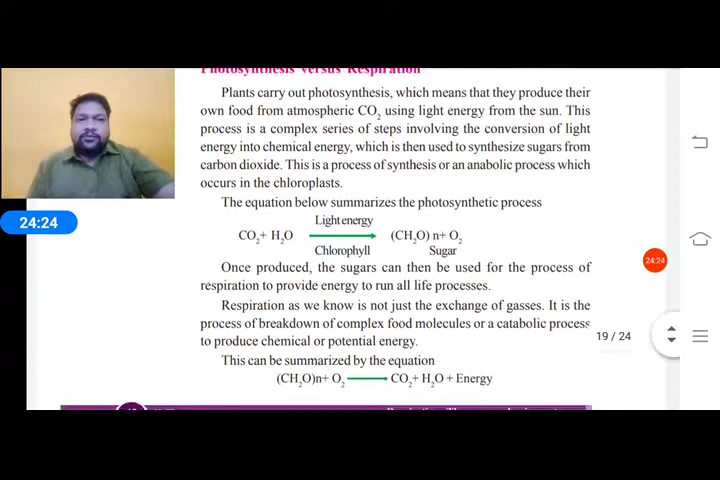 Photosynthesis versus Respiration
Plants carry out photosynthesis, which means that they produce their
own food from atmospheric CO₂ using light energy from the sun. This
process is a complex series of steps involving the conversion of light
energy into chemical energy, which is then used to synthesize sugars from
carbon dioxide. This is a process of synthesis or an anabolic process which
occurs in the chloroplasts.
The equation below summarizes the photosynthetic process
Light energy
CO₂+ H₂O → (CH₂O) n+ O₂
Chlorophyll Sugar
Once produced, the sugars can then be used for the process of
respiration to provide energy to run all life processes.
Respiration as we know is not just the exchange of gasses. It is the
process of breakdown of complex food molecules or a catabolic process
to produce chemical or potential energy.
This can be summarized by the equation
(CH₂O)n+ O₂ → CO₂+ H₂O + Energy
24:24
24:24
19 / 24